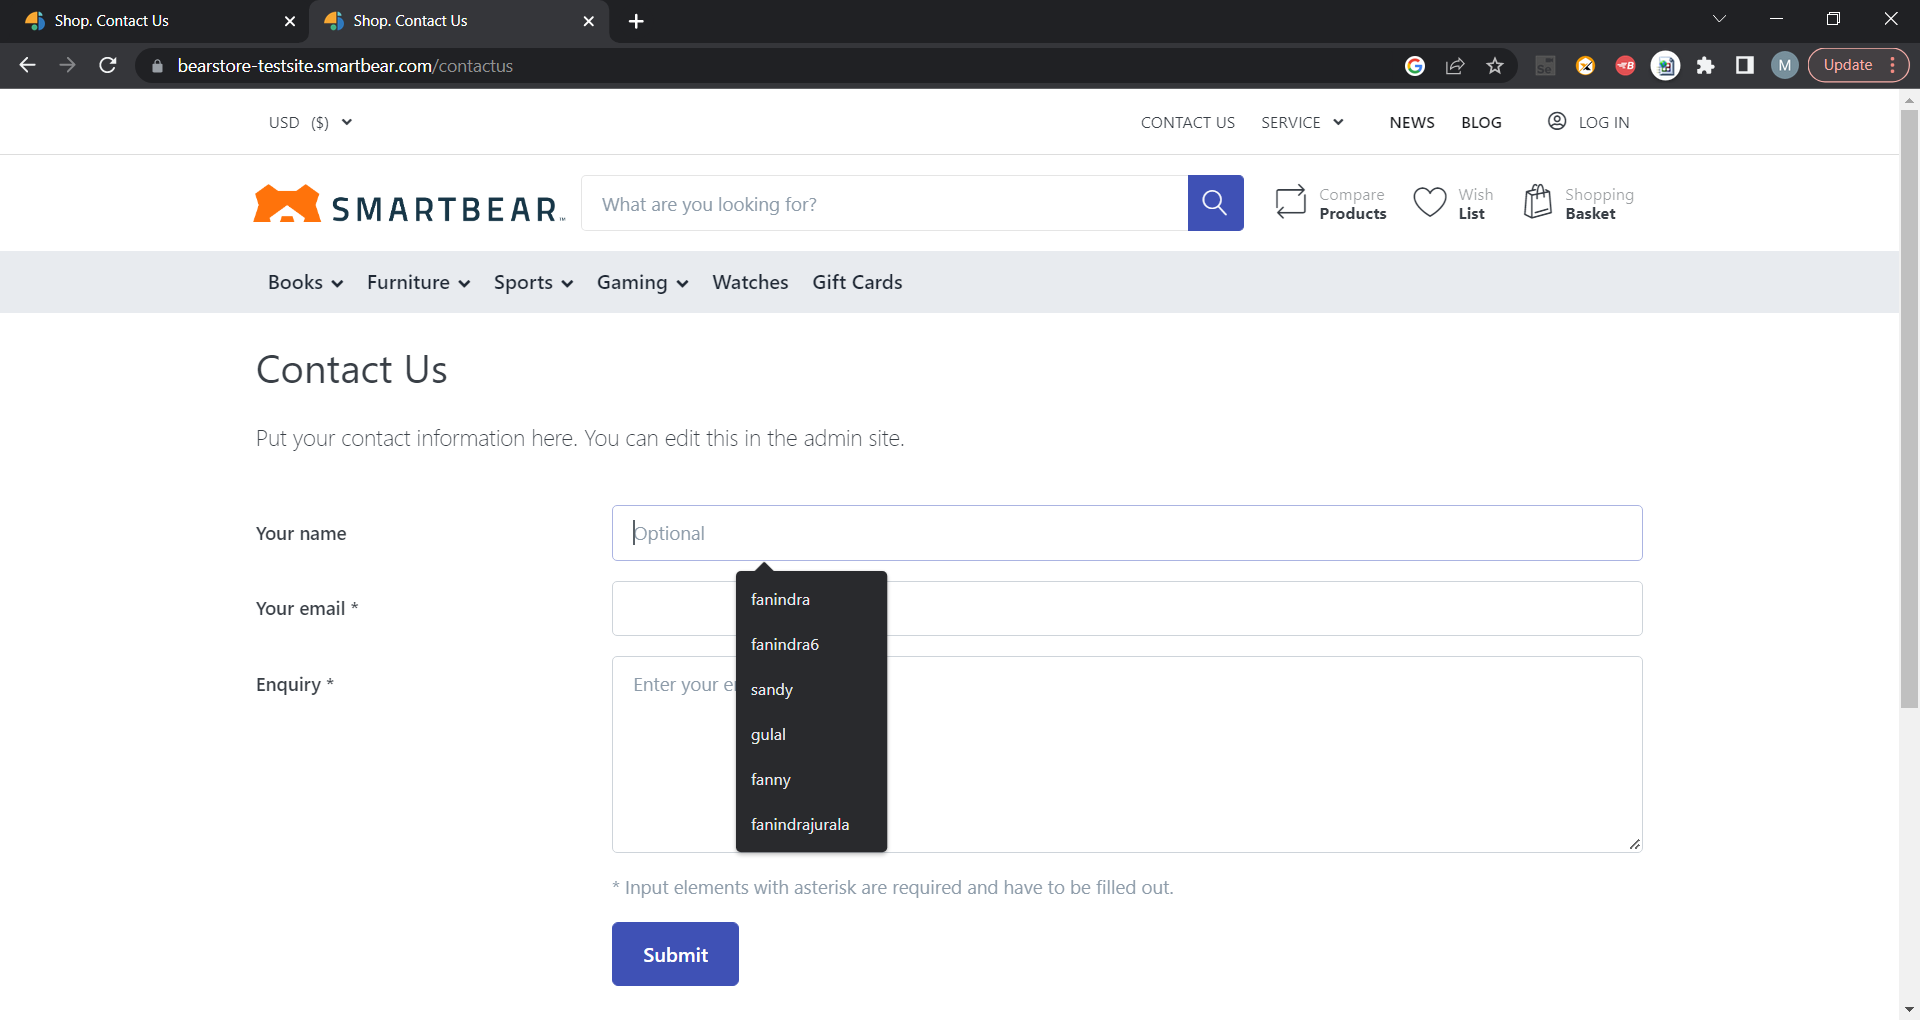 Shop. Contact Us
Shop. Contact Us
bearstore-testsite.smartbear.com/contactus
Se
B
M
Update
USD ($)
CONTACT US
SERVICE
NEWS
BLOG
LOG IN
SMARTBEAR
What are you looking for?
Compare
Products
Wish
List
Shopping
Basket
Books
Furniture
Sports
Gaming
Watches
Gift Cards
Contact Us
Put your contact information here. You can edit this in the admin site.
Your name
Optional
fanindra
Your email *
fanindra6
Enquiry *
Enter your
sandy
gulal
fanny
fanindrajurala
* Input elements with asterisk are required and have to be filled out.
Submit